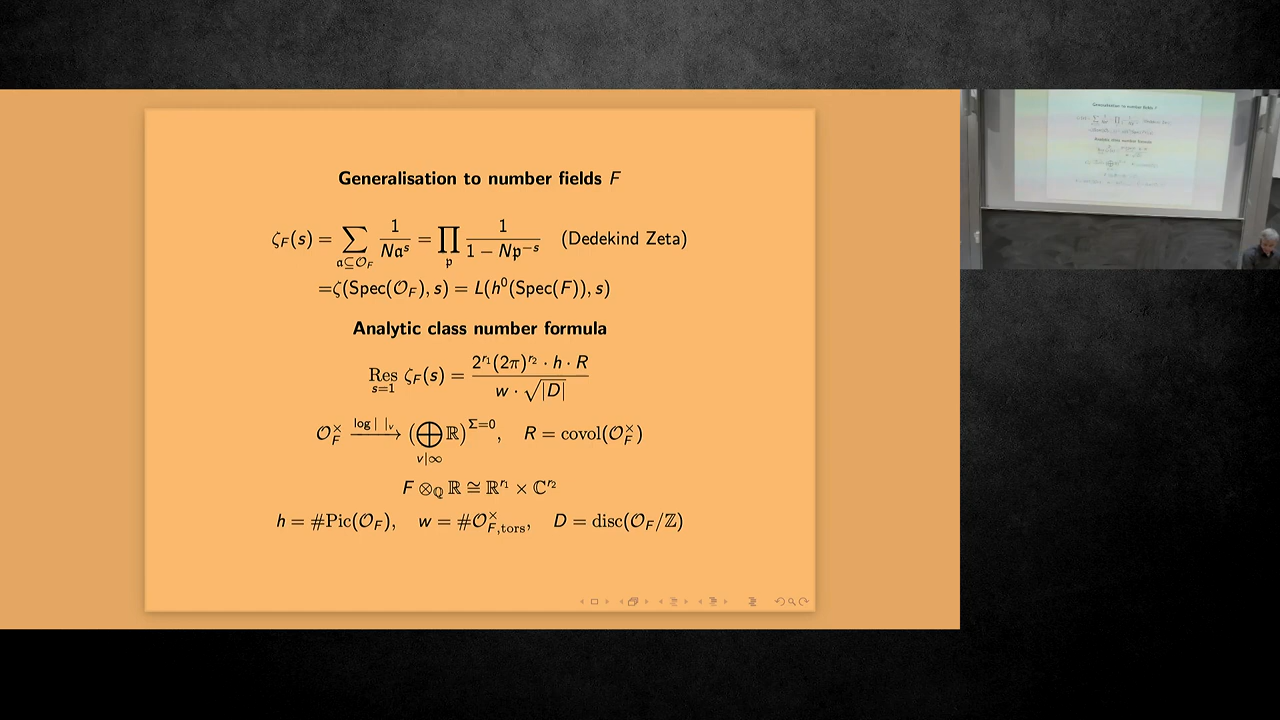 Generalisation to number fields F
ζ_F(s) = ∑_{𝔞⊆𝒪_F} 1/N𝔞^s = ∏_𝔭 1/(1 − N𝔭^{−s}) (Dedekind Zeta)
=ζ(Spec(𝒪_F), s) = L(h^0(Spec(F)), s)
Analytic class number formula
Res_{s=1} ζ_F(s) = (2^{r_1}(2π)^{r_2} · h · R)/(w · √|D|)
𝒪_F^× —log| |_v→ (⨁_{v|∞} ℝ)^{Σ=0}, R = covol(𝒪_F^×)
F ⊗_ℚ ℝ ≅ ℝ^{r_1} × ℂ^{r_2}
h = #Pic(𝒪_F), w = #𝒪_{F,tors}^×, D = disc(𝒪_F/ℤ)